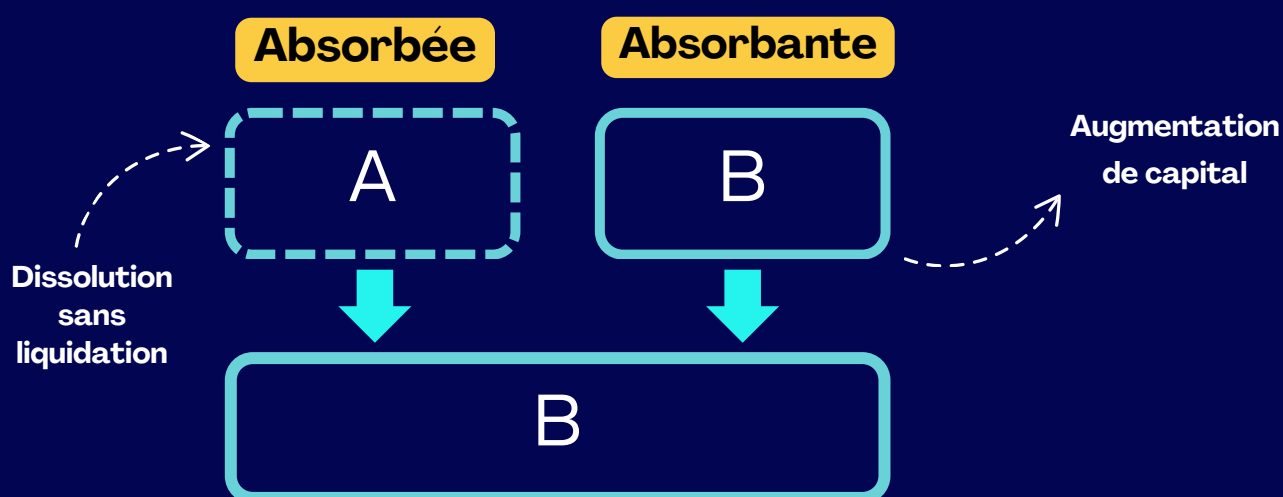 Absorbée
Absorbante
A
B
Augmentation
de capital
Dissolution
sans
liquidation
B